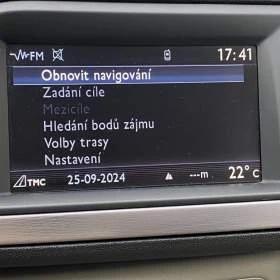 FM 17:41
Obnovit navigování
Zadání cíle
Mezicíle
Hledání bodů zájmu
Volby trasy
Nastavení
TMC 25-09-2024 ---m 22°C